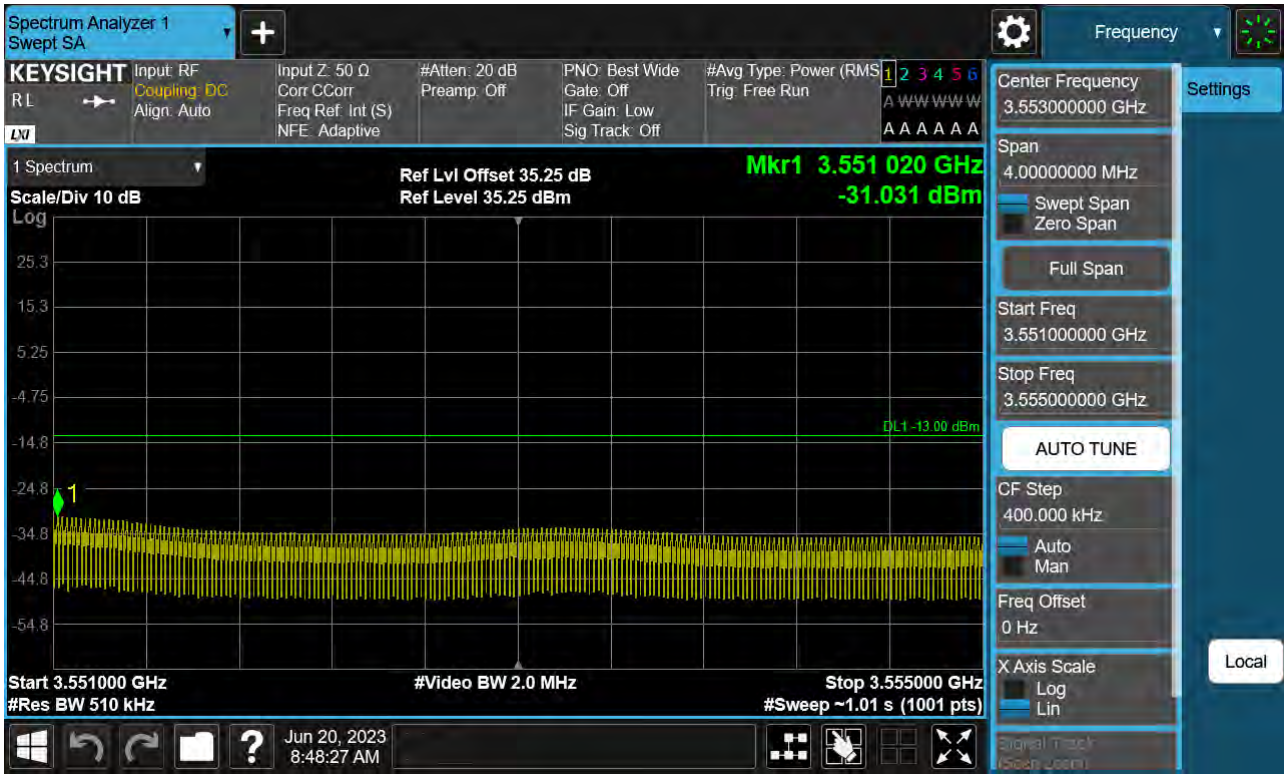 Spectrum Analyzer 1
Swept SA
Frequency
KEYSIGHT
RL
LXI
Input: RF
Coupling: DC
Align: Auto
Input Z: 50 Ω
Corr CCorr
Freq Ref: Int (S)
NFE: Adaptive
#Atten: 20 dB
Preamp: Off
PNO: Best Wide
Gate: Off
IF Gain: Low
Sig Track: Off
#Avg Type: Power (RMS
Trig: Free Run
1 2 3 4 5 6
A W W W W W
A A A A A A
1 Spectrum
Scale/Div 10 dB
Log
Ref Lvl Offset 35.25 dB
Ref Level 35.25 dBm
Mkr1 3.551 020 GHz
-31.031 dBm
25.3
15.3
5.25
-4.75
DL1 -13.00 dBm
-14.8
-24.8
1
-34.8
-44.8
-54.8
Start 3.551000 GHz
#Video BW 2.0 MHz
Stop 3.555000 GHz
#Res BW 510 kHz
#Sweep ~1.01 s (1001 pts)
Center Frequency
3.553000000 GHz
Settings
Span
4.00000000 MHz
Swept Span
Zero Span
Full Span
Start Freq
3.551000000 GHz
Stop Freq
3.555000000 GHz
AUTO TUNE
CF Step
400.000 kHz
Auto
Man
Freq Offset
0 Hz
X Axis Scale
Log
Lin
Signal Track
(Span Zoom)
Local
?
Jun 20, 2023
8:48:27 AM